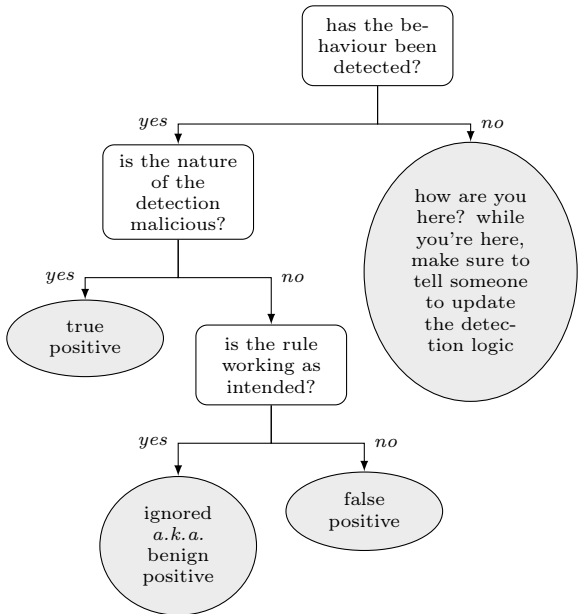 has the be-
haviour been
detected?
yes
no
is the nature
of the
detection
malicious?
how are you
here? while
you're here,
make sure to
tell someone
to update
the detec-
tion logic
yes
no
true
positive
is the rule
working as
intended?
yes
no
ignored
a.k.a.
benign
positive
false
positive